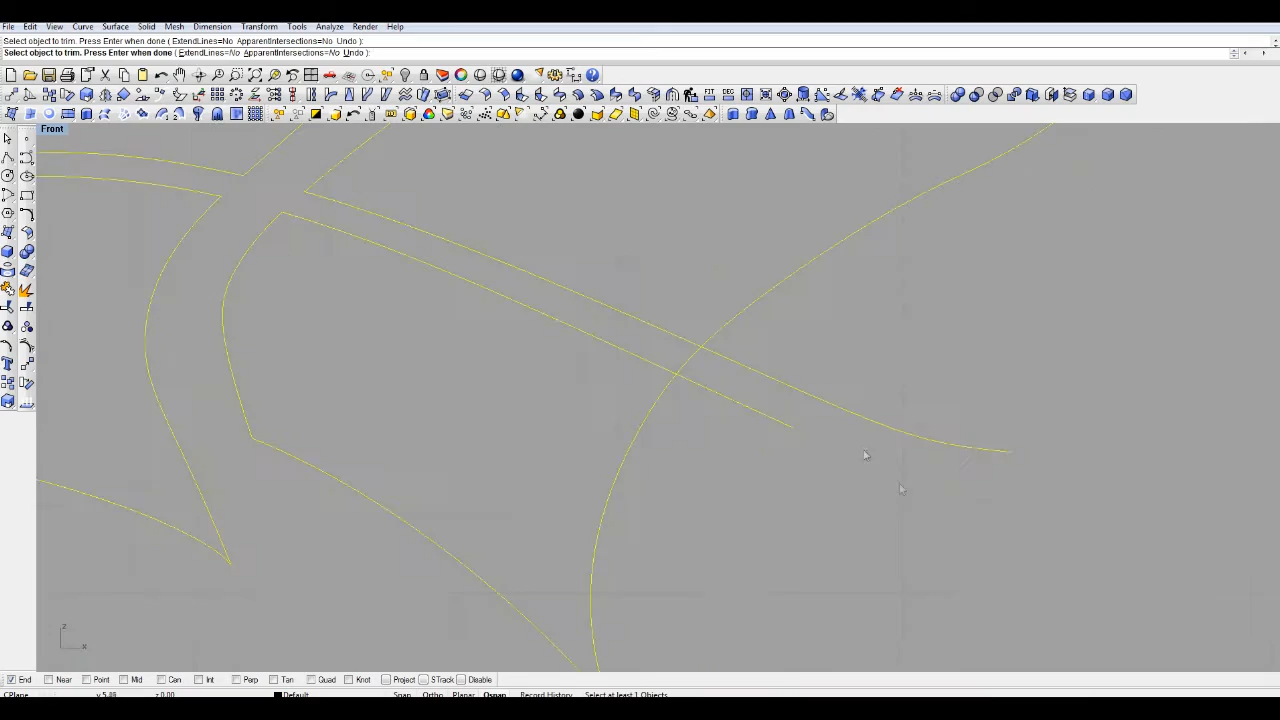 File Edit View Curve Surface Solid Mesh Dimension Transform Tools Analyze Render Help
Select object to trim. Press Enter when done ( ExtendLines=No ApparentIntersections=No Undo ):
Select object to trim. Press Enter when done ( ExtendLines=No ApparentIntersections=No Undo ):
Front
z
x
End Near Point Mid Cen Int Perp Tan Quad Knot Project STrack Disable
CPlane z 0.00 Default Snap Ortho Planar Osnap Record History Select at least 1 Objects